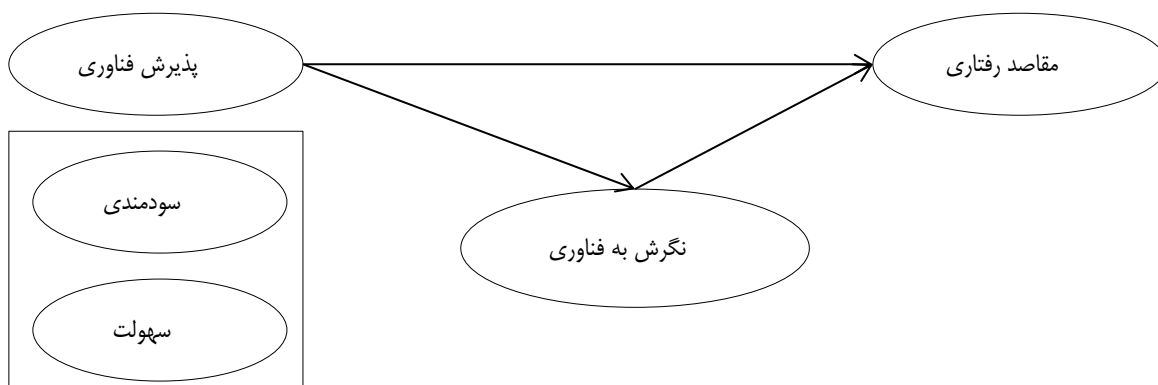 مقاصد رفتاری
پذیرش فناوری
سودمندی
نگرش به فناوری
سهولت